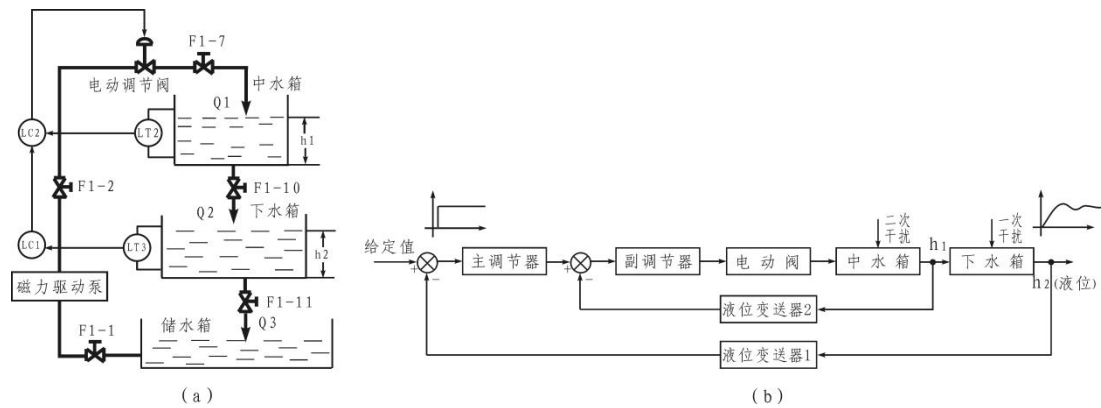 F1-7
电动调节阀
中水箱
Q1
LC2
LT2
h1
F1-2
F1-10
Q2
下水箱
LC1
LT3
h2
磁力驱动泵
F1-11
F1-1
储水箱
Q3
(a)
给定值
+
-
主调节器
+
-
副调节器
电动阀
二次
干扰
中水箱
h1
一次
干扰
下水箱
h2(液位)
液位变送器2
液位变送器1
(b)